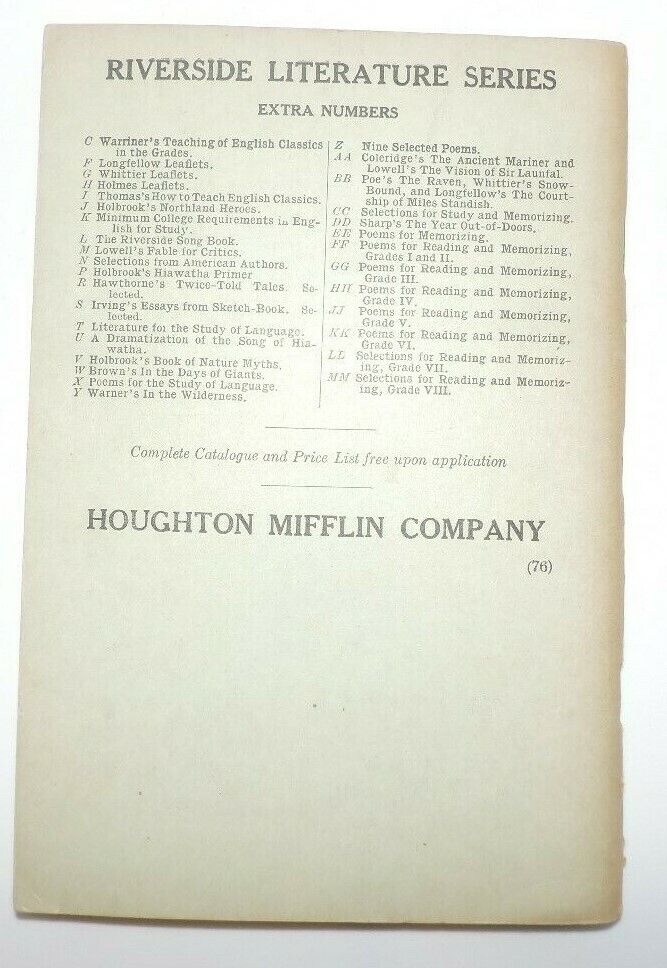 RIVERSIDE LITERATURE SERIES
EXTRA NUMBERS
C Warriner's Teaching of English Classics
in the Grades.
F Longfellow Leaflets.
G Whittier Leaflets.
H Holmes Leaflets.
I Thomas's How to Teach English Classics.
J Holbrook's Northland Heroes.
K Minimum College Requirements in Eng-
lish for Study.
L The Riverside Song Book.
M Lowell's Fable for Critics.
N Selections from American Authors.
P Holbrook's Hiawatha Primer
R Hawthorne's Twice-Told Tales. Se-
lected.
S Irving's Essays from Sketch-Book. Se-
lected.
T Literature for the Study of Language.
U A Dramatization of the Song of Hia-
watha.
V Holbrook's Book of Nature Myths.
W Brown's In the Days of Giants.
X Poems for the Study of Language.
Y Warner's In the Wilderness.
Z Nine Selected Poems.
AA Coleridge's The Ancient Mariner and
Lowell's The Vision of Sir Launfal.
BB Poe's The Raven, Whittier's Snow-
Bound, and Longfellow's The Court-
ship of Miles Standish.
CC Selections for Study and Memorizing.
DD Sharp's The Year Out-of-Doors.
EE Poems for Memorizing.
FF Poems for Reading and Memorizing,
Grades I and II.
GG Poems for Reading and Memorizing,
Grade III.
HH Poems for Reading and Memorizing,
Grade IV.
JJ Poems for Reading and Memorizing,
Grade V.
KK Poems for Reading and Memorizing,
Grade VI.
LL Selections for Reading and Memoriz-
ing, Grade VII.
MM Selections for Reading and Memoriz-
ing, Grade VIII.
Complete Catalogue and Price List free upon application
HOUGHTON MIFFLIN COMPANY
(76)